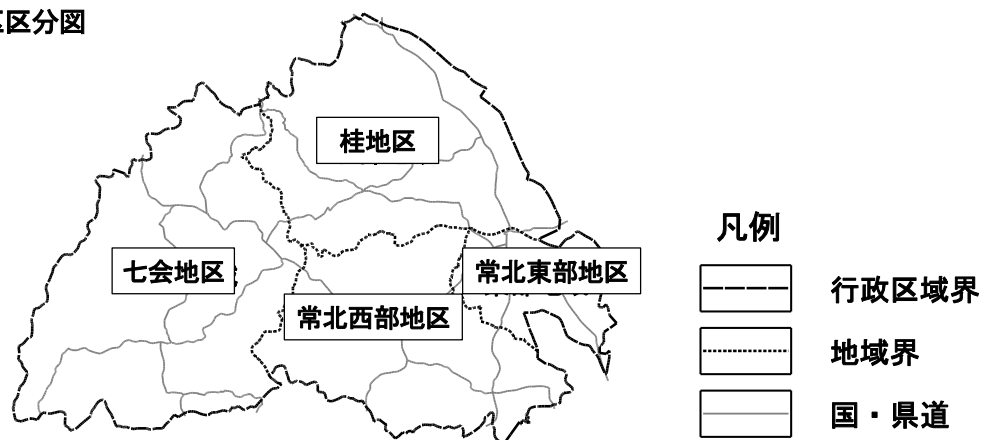 区分図
桂地区
七会地区
常北東部地区
常北西部地区
凡例
行政区域界
地域界
国・県道